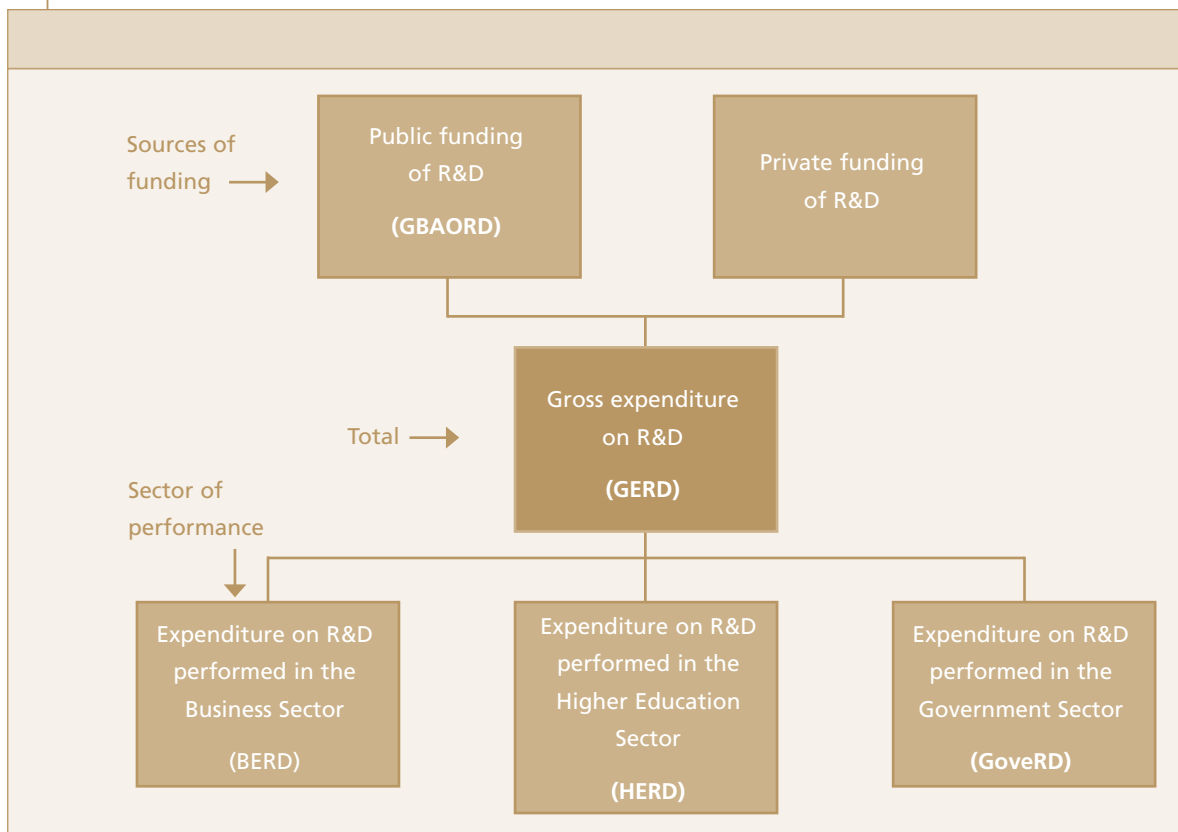 Sources of
funding
Public funding
of R&D
(GBAORD)
Private funding
of R&D
Total
Gross expenditure
on R&D
(GERD)
Sector of
performance
Expenditure on R&D
performed in the
Business Sector
(BERD)
Expenditure on R&D
performed in the
Higher Education
Sector
(HERD)
Expenditure on R&D
performed in the
Government Sector
(GoveRD)